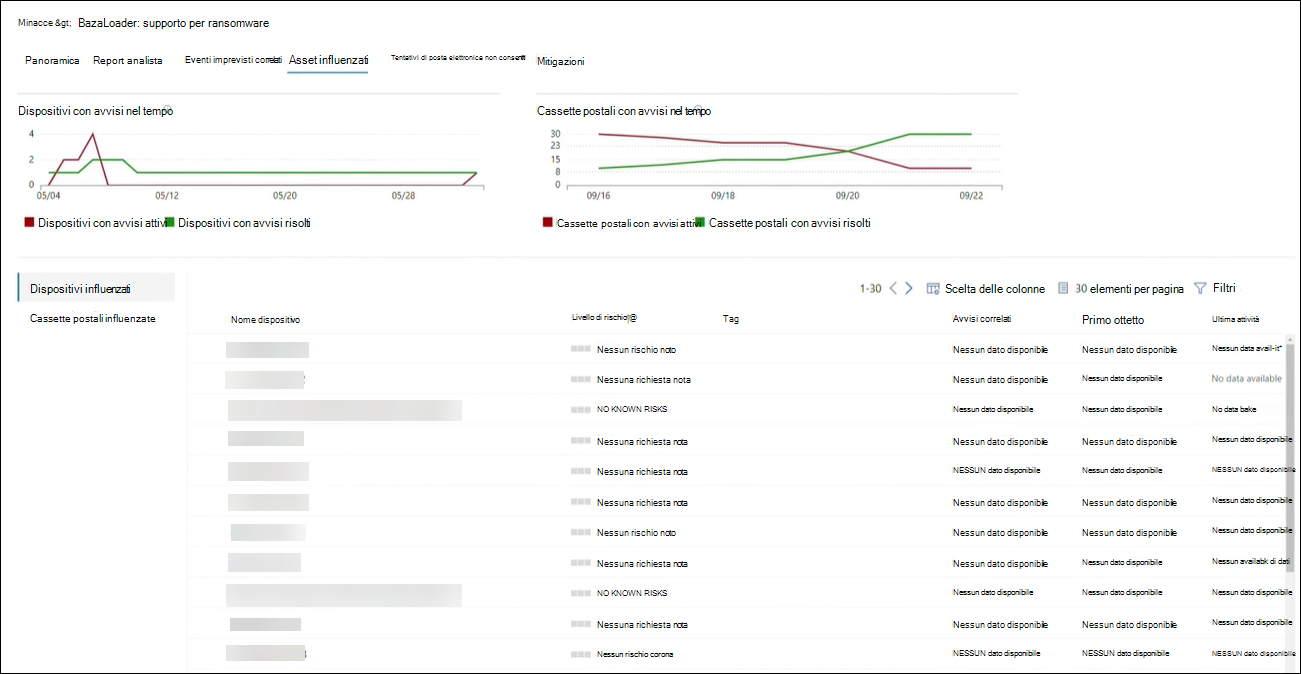 Minacce &gt; BazaLoader: supporto per ransomware
Panoramica Report analista Eventi imprevisti correlati Asset influenzati Tentativi di posta elettronica non consentiti Mitigazioni
Dispositivi con avvisi nel tempo
4
2
0
05/04 05/12 05/20 05/28
Dispositivi con avvisi attivi Dispositivi con avvisi risolti
Cassette postali con avvisi nel tempo
30
23
15
8
0
09/16 09/18 09/20 09/22
Cassette postali con avvisi attivi Cassette postali con avvisi risolti
Dispositivi influenzati
Cassette postali influenzate
1-30 Scelta delle colonne 30 elementi per pagina Filtri
Nome dispositivo Livello di rischio Tag Avvisi correlati Primo ottetto Ultima attività
Nessun rischio noto Nessun dato disponibile Nessun dato disponibile Nessun data avail-it"
Nessuna richiesta nota Nessun dato disponibile Nessun dato disponibile No data available
NO KNOWN RISKS Nessun dato disponibile Nessun dato disponibile No data bake
Nessuna richiesta nota Nessun dato disponibile Nessun dato disponibile Nessun dato disponibile
Nessuna richiesta nota NESSUN dato disponibile Nessun dato disponibile NESSUN dato disponibile
Nessuna richiesta nota Nessun dato disponibile Nessun dato disponibile Nessun dato disponibile
Nessun rischio noto Nessun dato disponibile Nessun dato disponibile Nessun dato disponibile
Nessuna richiesta nota Nessun dato disponibile Nessun dato disponibile Nessun availabk di dati
NO KNOWN RISKS Nessun dato disponibile Nessun dato disponibile Nessun dato disponibile
Nessuna richiesta nota Nessun dato disponibile Nessun dato disponibile Nessun dato disponibile
Nessun rischio corona NESSUN dato disponibile NESSUN dato disponibile NESSUN dato disponibile